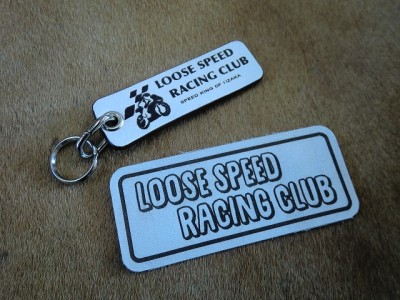 LOOSE SPEED
RACING CLUB
SPEED KING OF IIZAKA
LOOSE SPEED
RACING CLUB